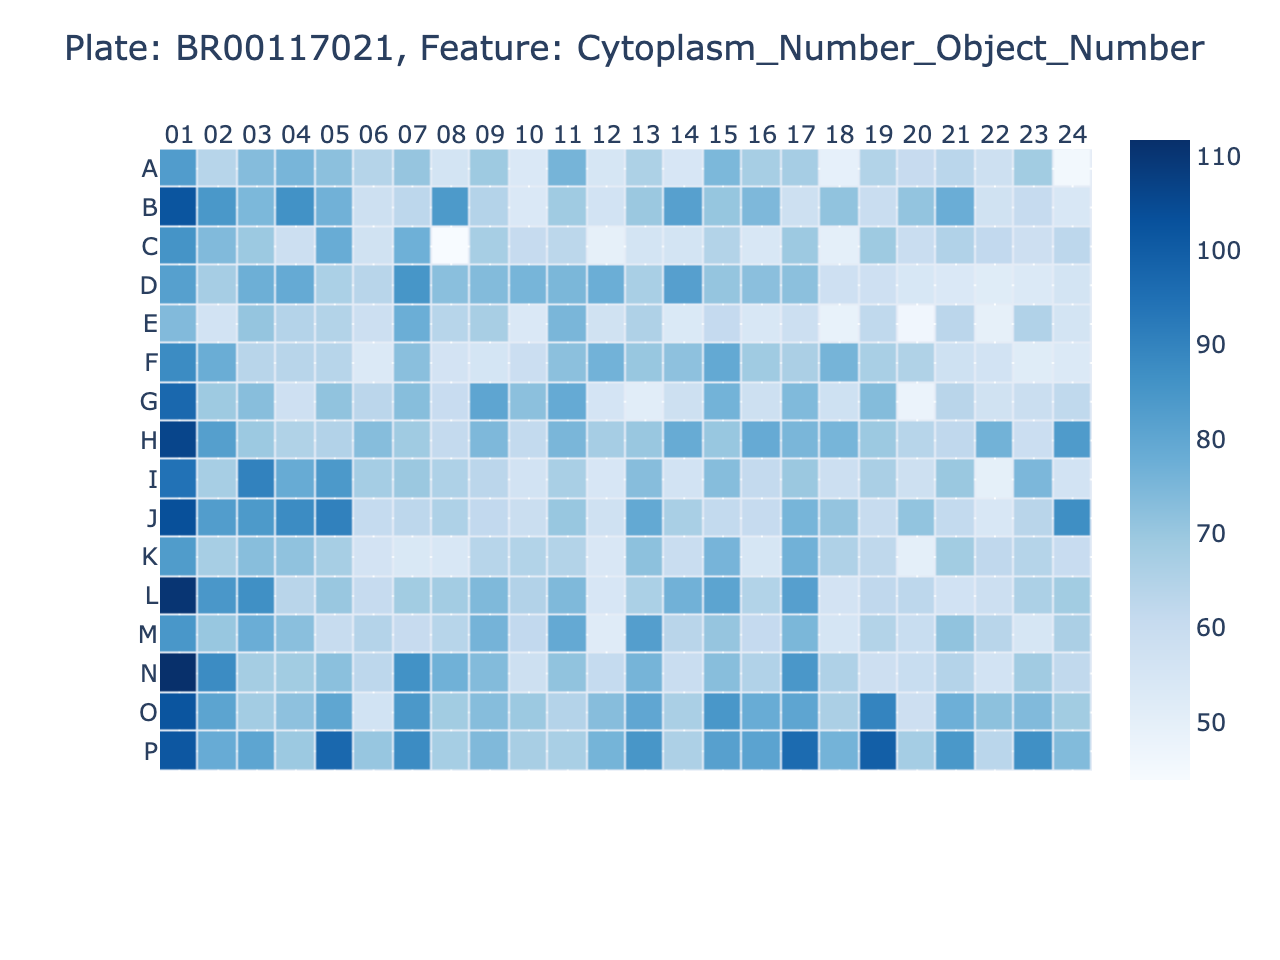 Plate: BR00117021, Feature: Cytoplasm_Number_Object_Number
01 02 03 04 05 06 07 08 09 10 11 12 13 14 15 16 17 18 19 20 21 22 23 24
A
B
C
D
E
F
G
H
I
J
K
L
M
N
O
P
110
100
90
80
70
60
50